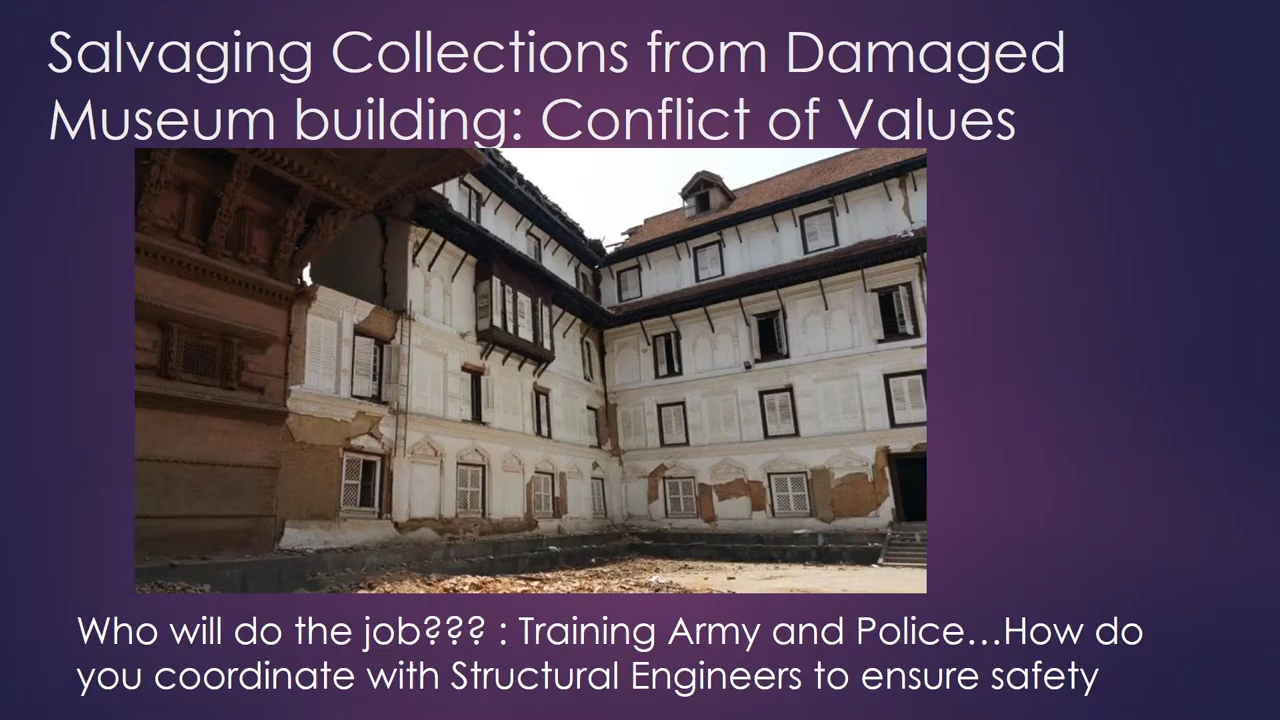 Salvaging Collections from Damaged
Museum building: Conflict of Values
Who will do the job??? : Training Army and Police…How do
you coordinate with Structural Engineers to ensure safety